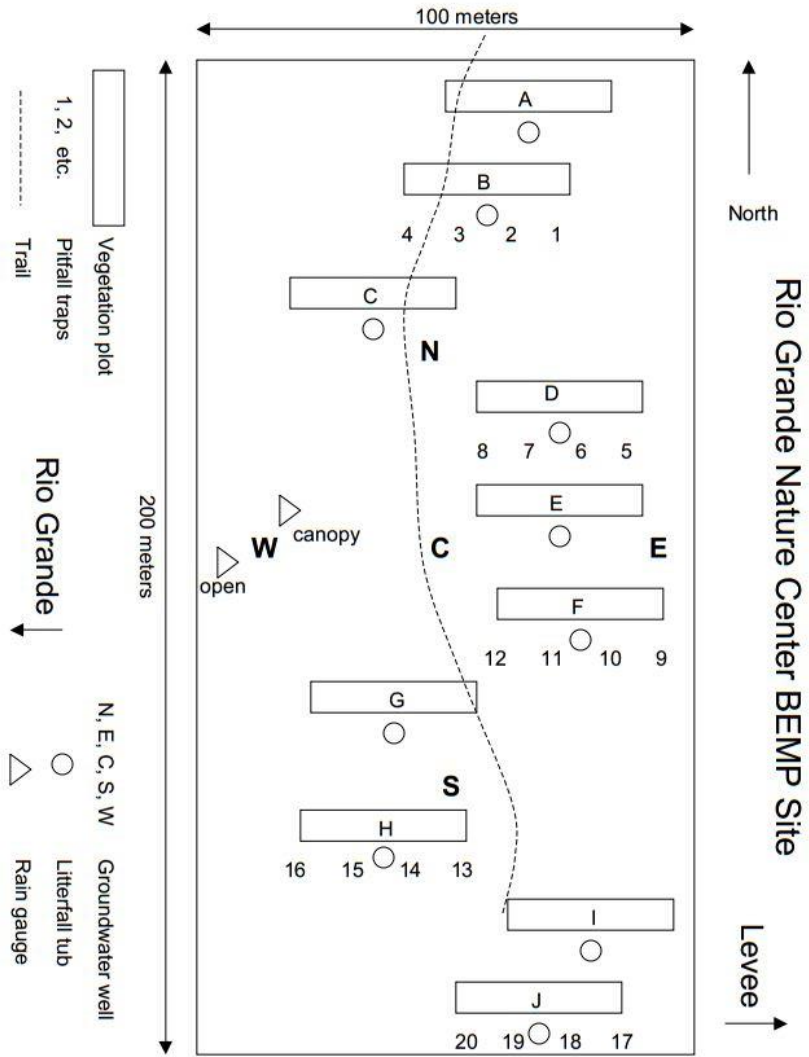 Rio Grande Nature Center BEMP Site
100 meters
North
A
B
4 3 2 1
C
N
D
8 7 6 5
E
canopy
W
C
E
open
200 meters
F
12 11 10 9
G
S
H
16 15 14 13
I
J
20 19 18 17
Rio Grande
Levee
Vegetation plot
1, 2, etc. Pitfall traps
Trail
N, E, C, S, W Groundwater well
Litterfall tub
Rain gauge